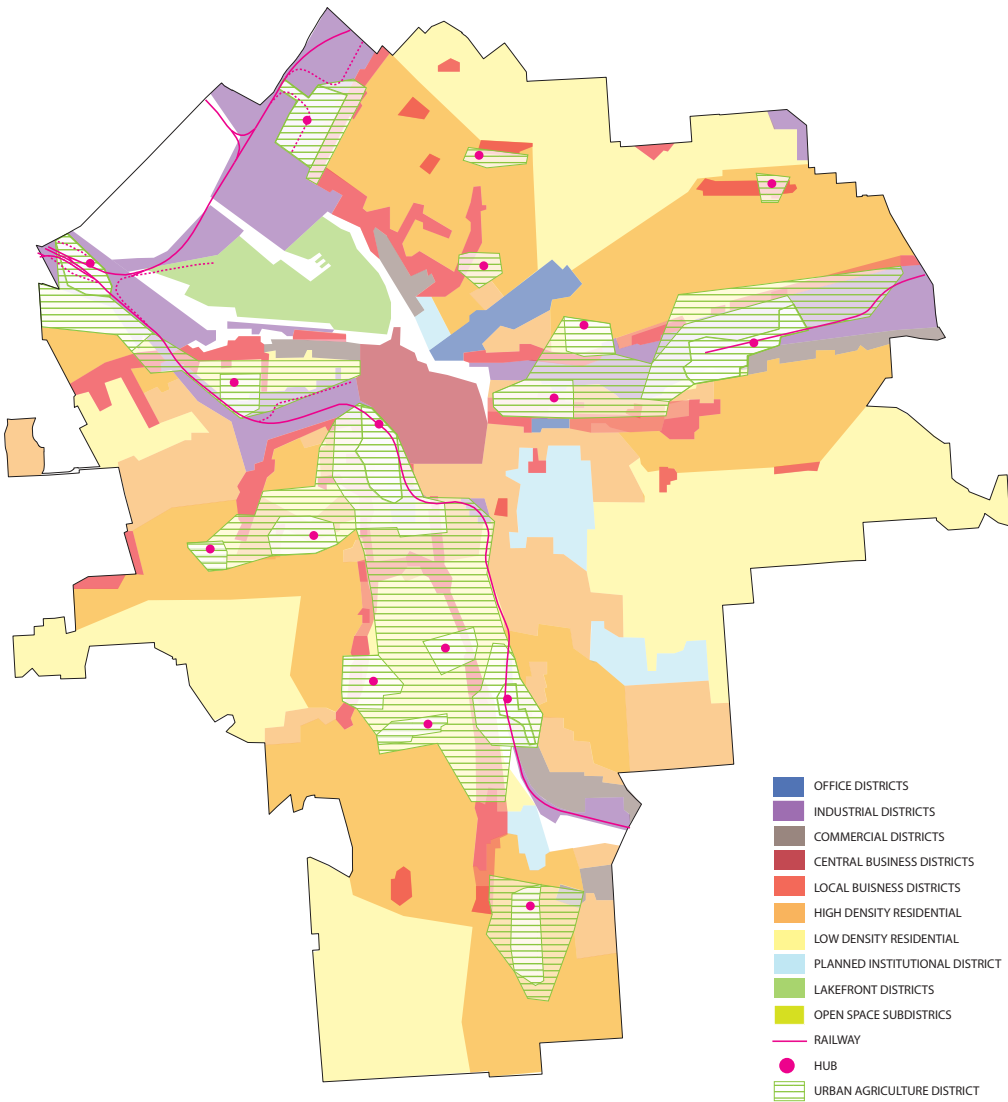 OFFICE DISTRICTS
INDUSTRIAL DISTRICTS
COMMERCIAL DISTRICTS
CENTRAL BUSINESS DISTRICTS
LOCAL BUISNESS DISTRICTS
HIGH DENSITY RESIDENTIAL
LOW DENSITY RESIDENTIAL
PLANNED INSTITUTIONAL DISTRICT
LAKEFRONT DISTRICTS
OPEN SPACE SUBDISTRICS
RAILWAY
HUB
URBAN AGRICULTURE DISTRICT